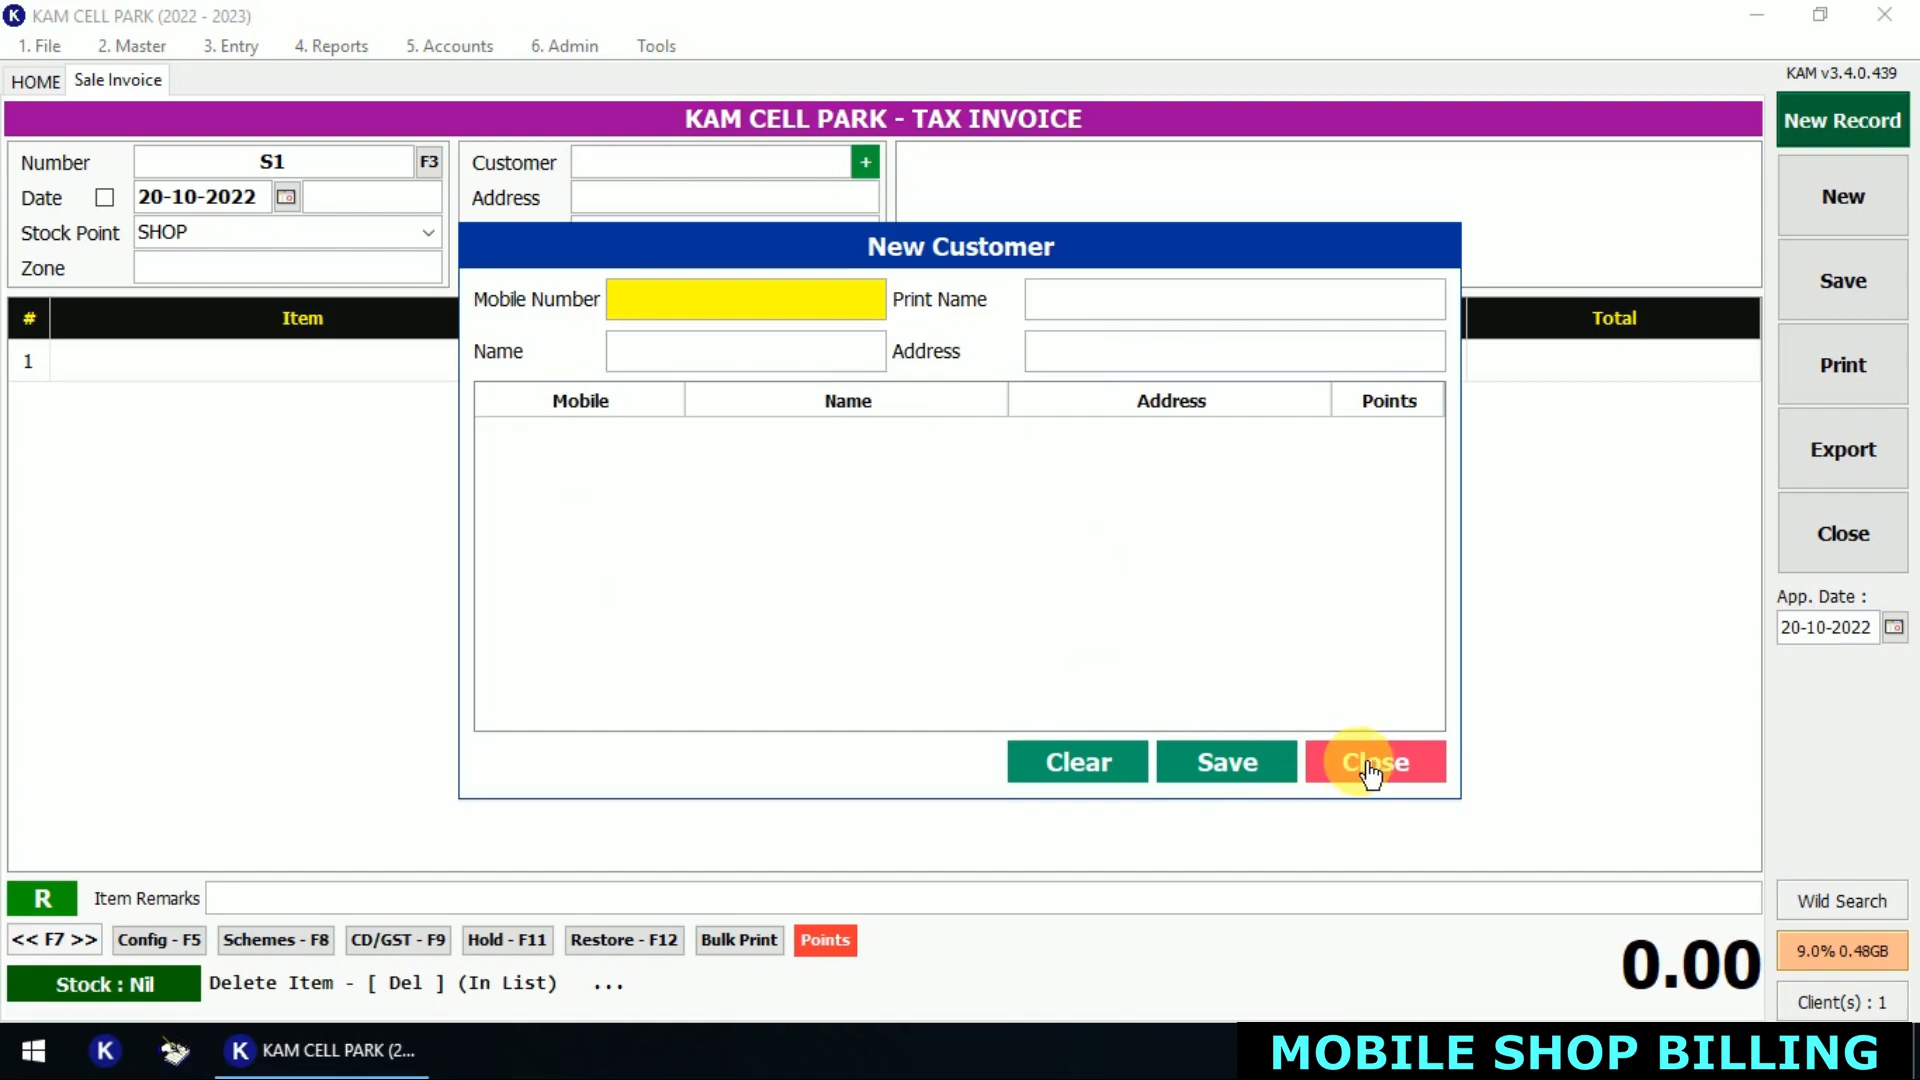 K KAM CELL PARK (2022 - 2023)
1. File 2. Master 3. Entry 4. Reports 5. Accounts 6. Admin Tools
HOME Sale Invoice KAM v3.4.0.439
KAM CELL PARK - TAX INVOICE
New Record
Number S1 F3 Customer +
Date 20-10-2022 Address
New
Stock Point SHOP
Zone
New Customer
Save
Mobile Number Print Name
# Item Total
Name Address
1
Print
Mobile Name Address Points
Export
Close
App. Date :
20-10-2022
Clear Save Close
R Item Remarks
Wild Search
<< F7 >> Config - F5 Schemes - F8 CD/GST - F9 Hold - F11 Restore - F12 Bulk Print Points
9.0% 0.48GB
0.00
Stock : Nil Delete Item - [ Del ] (In List) ...
Client(s) : 1
K K KAM CELL PARK (2...
MOBILE SHOP BILLING